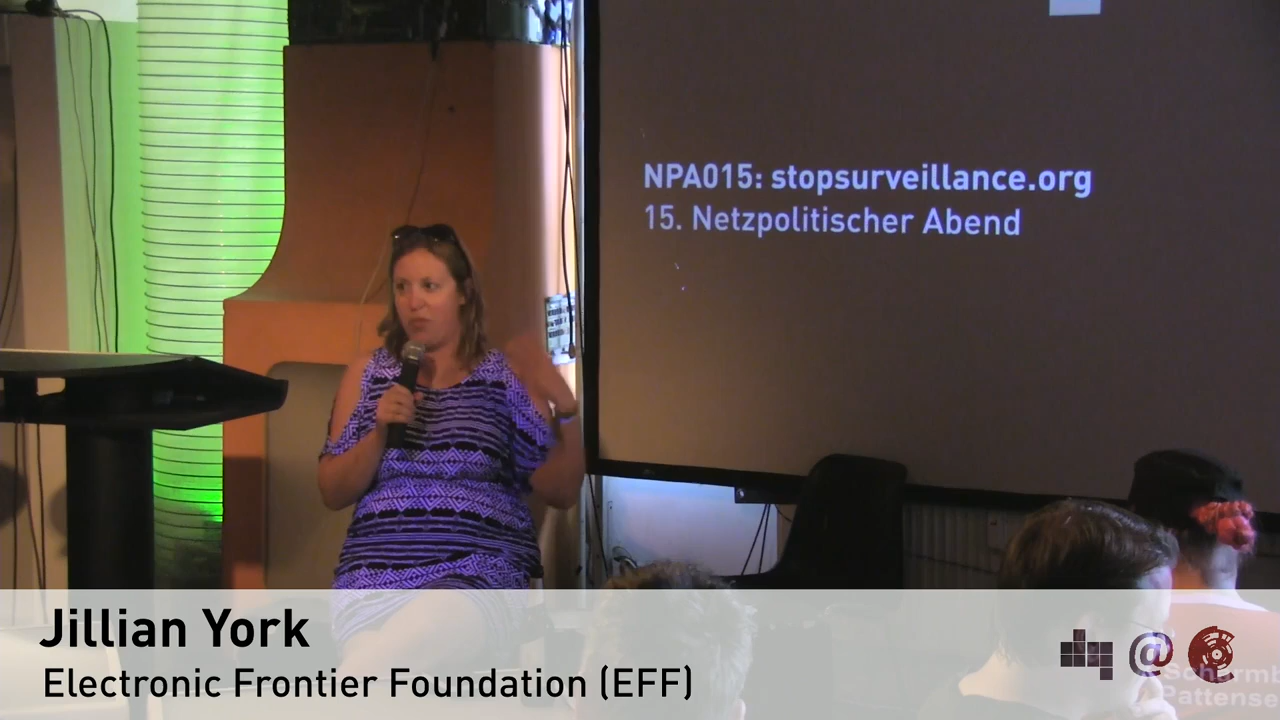 NPA015: stopsurveillance.org
15. Netzpolitischer Abend
Jillian York
Electronic Frontier Foundation (EFF)
@